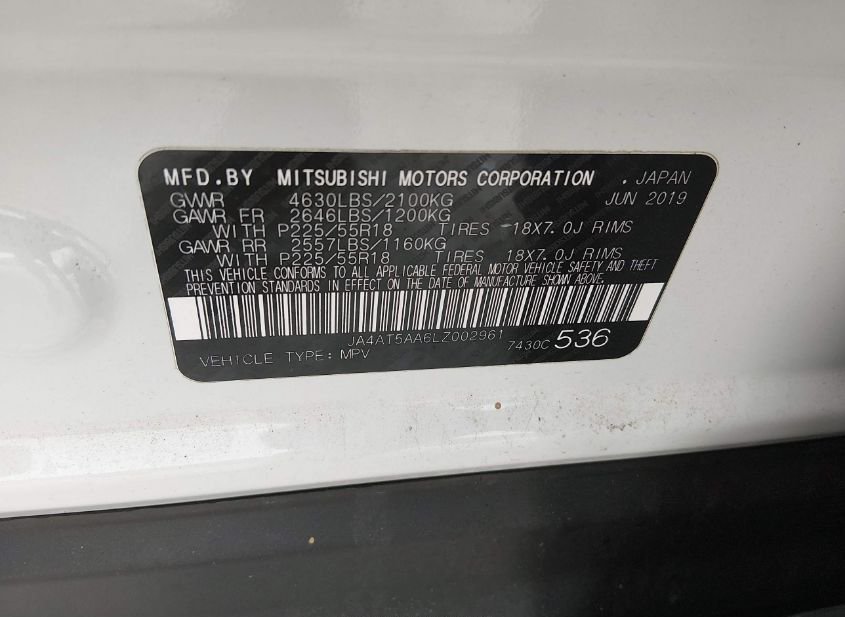 MFD.BY MITSUBISHI MOTORS CORPORATION . JAPAN
GVWR 4630LBS/2100KG JUN 2019
GAWR FR 2646LBS/1200KG
WITH P225/55R18 TIRES 18X7.0J RIMS
GAWR RR 2557LBS/1160KG
WITH P225/55R18 TIRES 18X7.0J RIMS
THIS VEHICLE CONFORMS TO ALL APPLICABLE FEDERAL MOTOR VEHICLE SAFETY AND THEFT
PREVENTION STANDARDS IN EFFECT ON THE DATE OF MANUFACTURE SHOWN ABOVE.
JA4AT5AA6LZ002961
VEHICLE TYPE: MPV 7430C 536